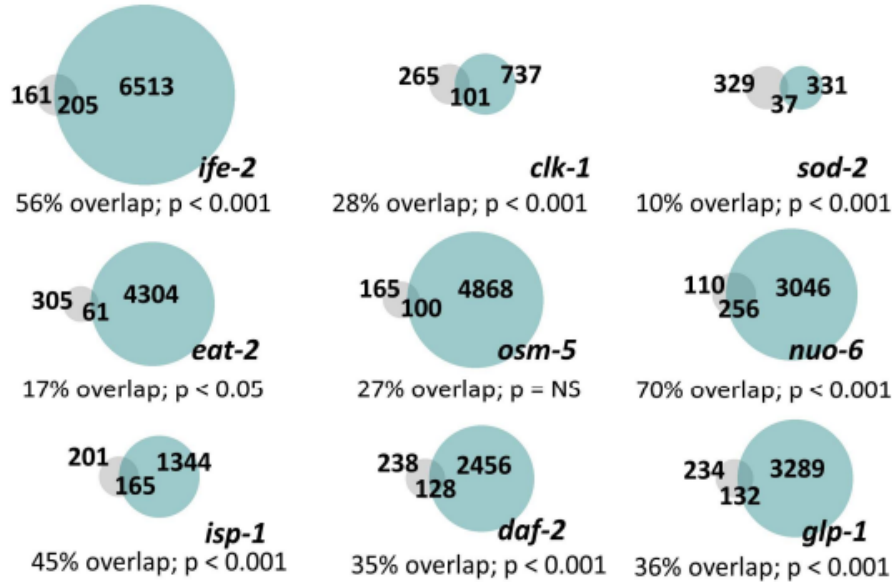 161 205 6513
ife-2
56% overlap; p < 0.001
265 101 737
clk-1
28% overlap; p < 0.001
329 37 331
sod-2
10% overlap; p < 0.001
305 61 4304
eat-2
17% overlap; p < 0.05
165 100 4868
osm-5
27% overlap; p = NS
110 256 3046
nuo-6
70% overlap; p < 0.001
201 165 1344
isp-1
45% overlap; p < 0.001
238 128 2456
daf-2
35% overlap; p < 0.001
234 132 3289
glp-1
36% overlap; p < 0.001